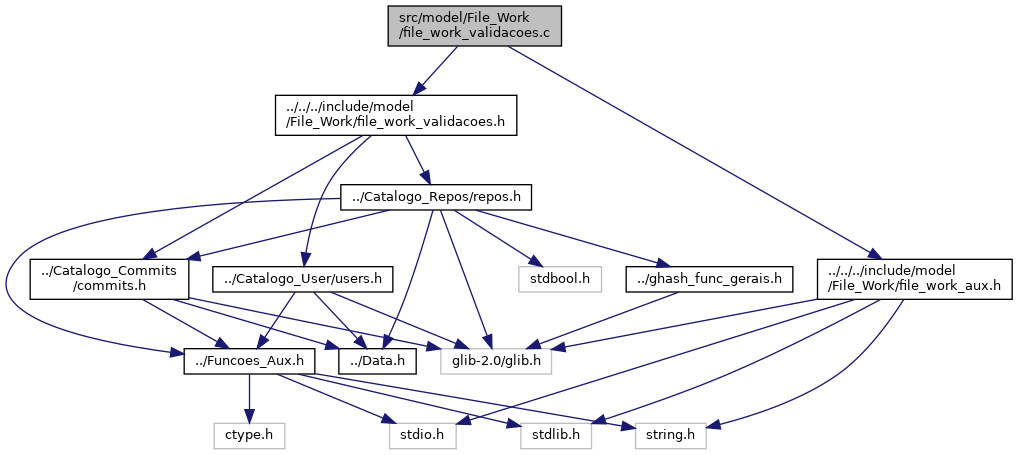 src/model/File_Work
/file_work_validacoes.c
../../../include/model
/File_Work/file_work_validacoes.h
../Catalogo_Repos/repos.h
../Catalogo_Commits
/commits.h
../Catalogo_User/users.h
stdbool.h
../ghash_func_gerais.h
../../../include/model
/File_Work/file_work_aux.h
../Funcoes_Aux.h
../Data.h
glib-2.0/glib.h
ctype.h
stdio.h
stdlib.h
string.h